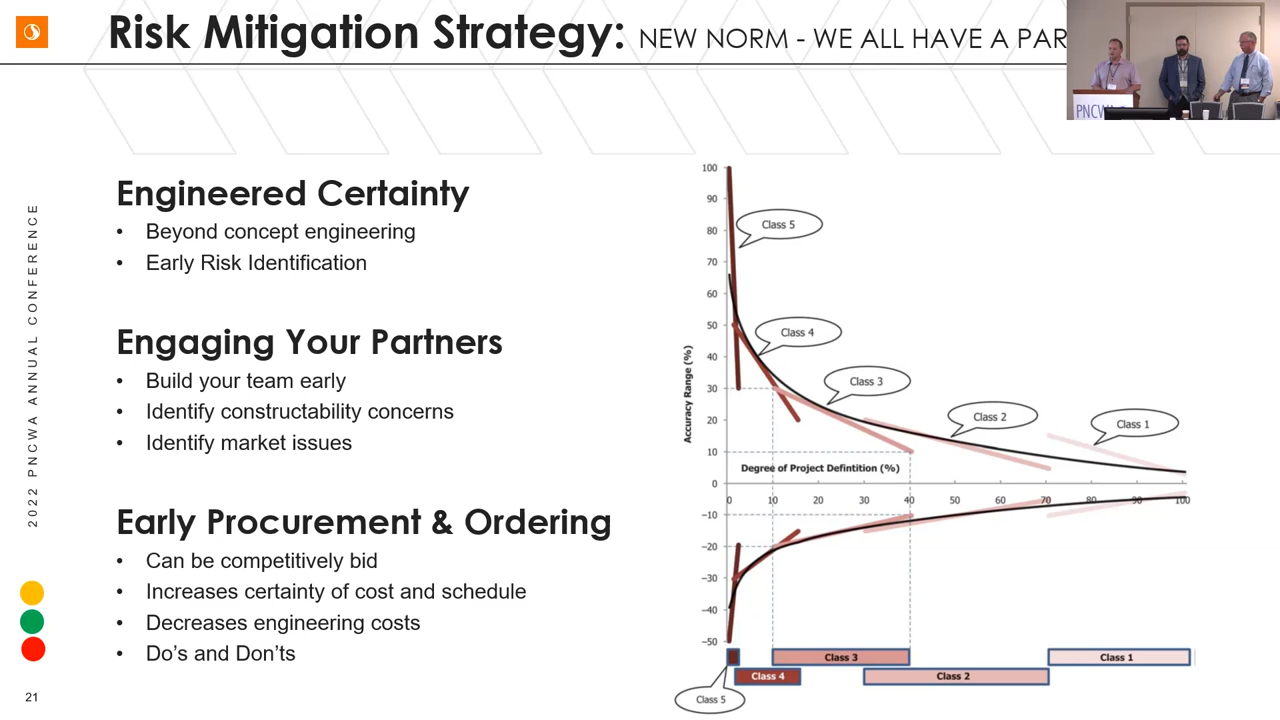 Risk Mitigation Strategy: NEW NORM - WE ALL HAVE A PAR
PNCWA
2022 PNCWA ANNUAL CONFERENCE
Engineered Certainty
• Beyond concept engineering
• Early Risk Identification
Engaging Your Partners
• Build your team early
• Identify constructability concerns
• Identify market issues
Early Procurement & Ordering
• Can be competitively bid
• Increases certainty of cost and schedule
• Decreases engineering costs
• Do's and Don'ts
21
Accuracy Range (%)
100
90
80
70
60
50
40
30
20
10
0
−10
−20
−30
−40
−50
Class 5
Class 4
Class 3
Class 2
Class 1
Degree of Project Defintition (%)
0 10 20 30 40 50 60 70 80 90 100
Class 3
Class 1
Class 4
Class 2
Class 5